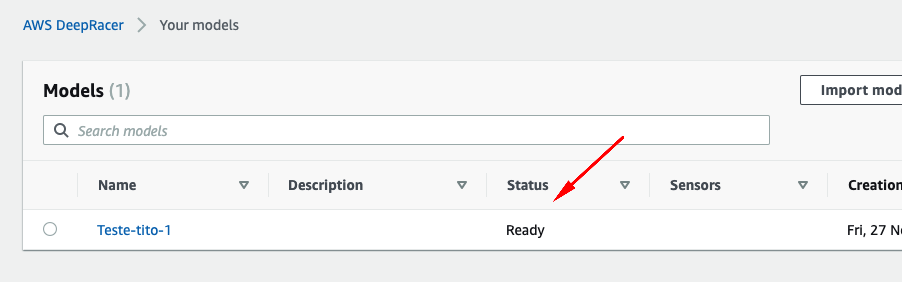 AWS DeepRacer > Your models
Models (1)
Import mod
Search models
Name Description Status Sensors Creation
Teste-tito-1 Ready Fri, 27 No